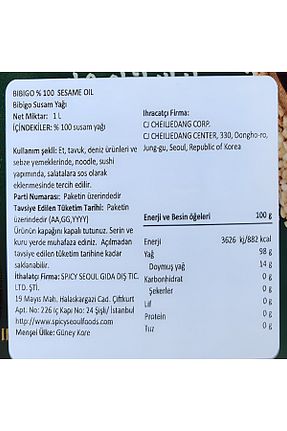 BIBIGO % 100 SESAME OIL
Bibigo Susam Yağı
Net Miktar: 1 L
İÇİNDEKİLER: % 100 susam yağı
Kullanım şekli: Et, tavuk, deniz ürünleri ve
sebze yemeklerinde, noodle, sushi
yapımında, salatalara sos olarak
eklenmesinde tercih edilir.
Parti Numarası: Paketin üzerindedir
Tavsiye Edilen Tüketim Tarihi: Paketin
üzerindedir (AA,GG,YYYY)
Ürünün kapağını kapalı tutunuz. Serin ve
kuru yerde muhafaza ediniz. Açılmadan
tavsiye edilen tüketim tarihine kadar
saklanabilir.
İthalatçı Firma: SPICY SEOUL GIDA DIŞ TİC.
LTD. ŞTİ.
19 Mayıs Mah. Halaskargazi Cad. Çiftkurt
Apt. No: 226 İç Kapı No: 24 Şişli/ İstanbul
http://www.spicyseoulfoods.com/
Menşei Ülke: Güney Kore
Ihracatçı Firma:
CJ CHEILJEDANG CORP.
CJ CHEILJEDANG CENTER, 330, Dongho-ro,
Jung-gu, Seoul, Republic of Korea
Enerji ve Besin öğeleri 100 g
Enerji 3626 kj/882 kcal
Yağ 98 g
Doymuş yağ 14 g
Karbonhidrat 0 g
Şekerler 0 g
Lif 0 g
Protein 0 g
Tuz 0 g